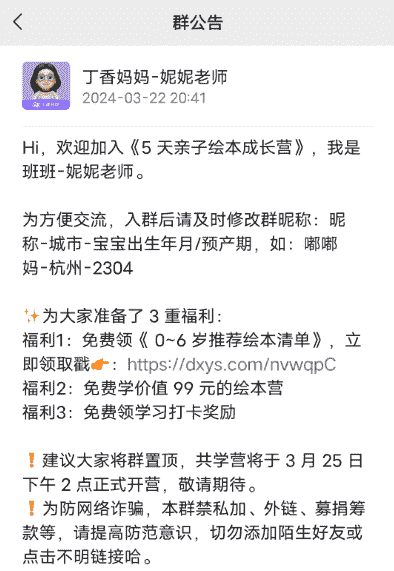 群公告
丁香妈妈-妮妮老师
2024-03-22 20:41
Hi，欢迎加入《5 天亲子绘本成长营》，我是
班班-妮妮老师。
为方便交流，入群后请及时修改群昵称：昵
称-城市-宝宝出生年月/预产期，如：嘟嘟
妈-杭州-2304
✨为大家准备了 3 重福利：
福利1：免费领《 0~6 岁推荐绘本清单》，立
即领取戳👉：https://dxys.com/nvwqpC
福利2：免费学价值 99 元的绘本营
福利3：免费领学习打卡奖励
❗建议大家将群置顶，共学营将于 3 月 25 日
下午 2 点正式开营，敬请期待。
❗为防网络诈骗，本群禁私加、外链、募捐筹
款等，请提高防范意识，切勿添加陌生好友或
点击不明链接哈。